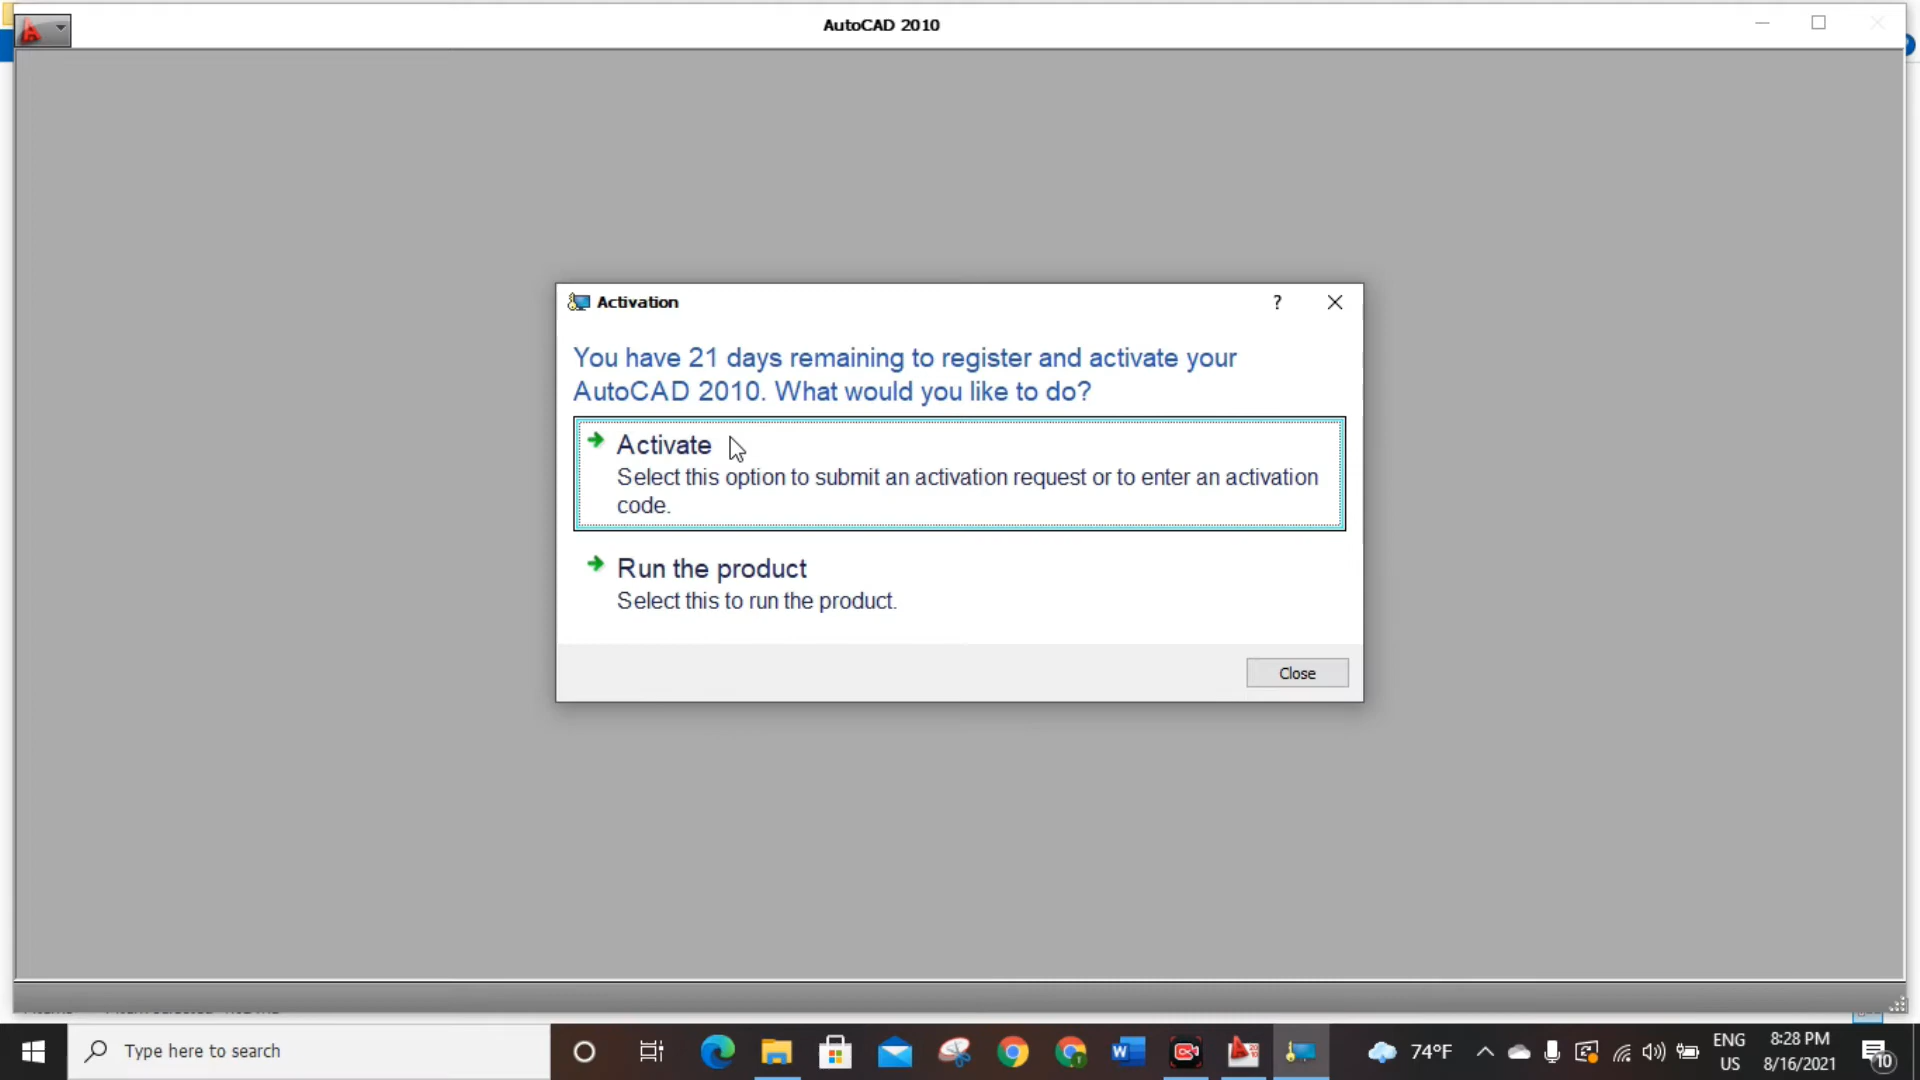 AutoCAD 2010
Activation
?
You have 21 days remaining to register and activate your
AutoCAD 2010. What would you like to do?
Activate
Select this option to submit an activation request or to enter an activation
code.
Run the product
Select this to run the product.
Close
Type here to search
74°F
ENG
US
8:28 PM
8/16/2021
10